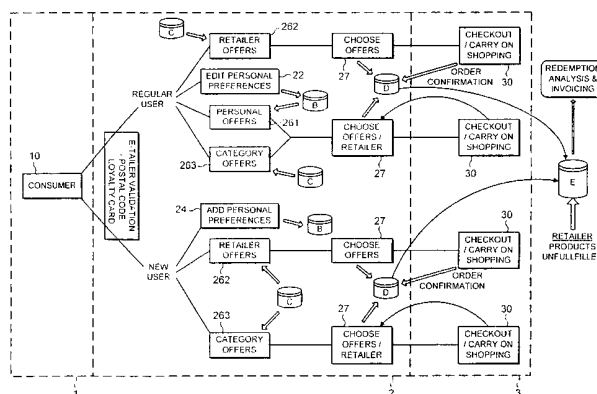 C
262
RETAILER
OFFERS
CHOOSE
OFFERS
27
CHECKOUT
/ CARRY ON
SHOPPING
30
ORDER
CONFIRMATION
REDEMPTION
ANALYSIS &
INVOICING
EDIT PERSONAL
PREFERENCES
22
B
D
REGULAR
USER
PERSONAL
OFFERS
261
CHOOSE
OFFERS /
RETAILER
27
CHECKOUT
/ CARRY ON
SHOPPING
30
263
CATEGORY
OFFERS
C
E
10
CONSUMER
E-TAILER VALIDATION
- POSTAL CODE
LOYALTY CARD
RETAILER
PRODUCTS
UNFULLFILLED
24
ADD PERSONAL
PREFERENCES
B
NEW
USER
RETAILER
OFFERS
262
27
CHOOSE
OFFERS
30
CHECKOUT
/ CARRY ON
SHOPPING
ORDER
CONFIRMATION
C
D
263
CATEGORY
OFFERS
27
CHOOSE
OFFERS /
RETAILER
30
CHECKOUT
/ CARRY ON
SHOPPING
1
2
3